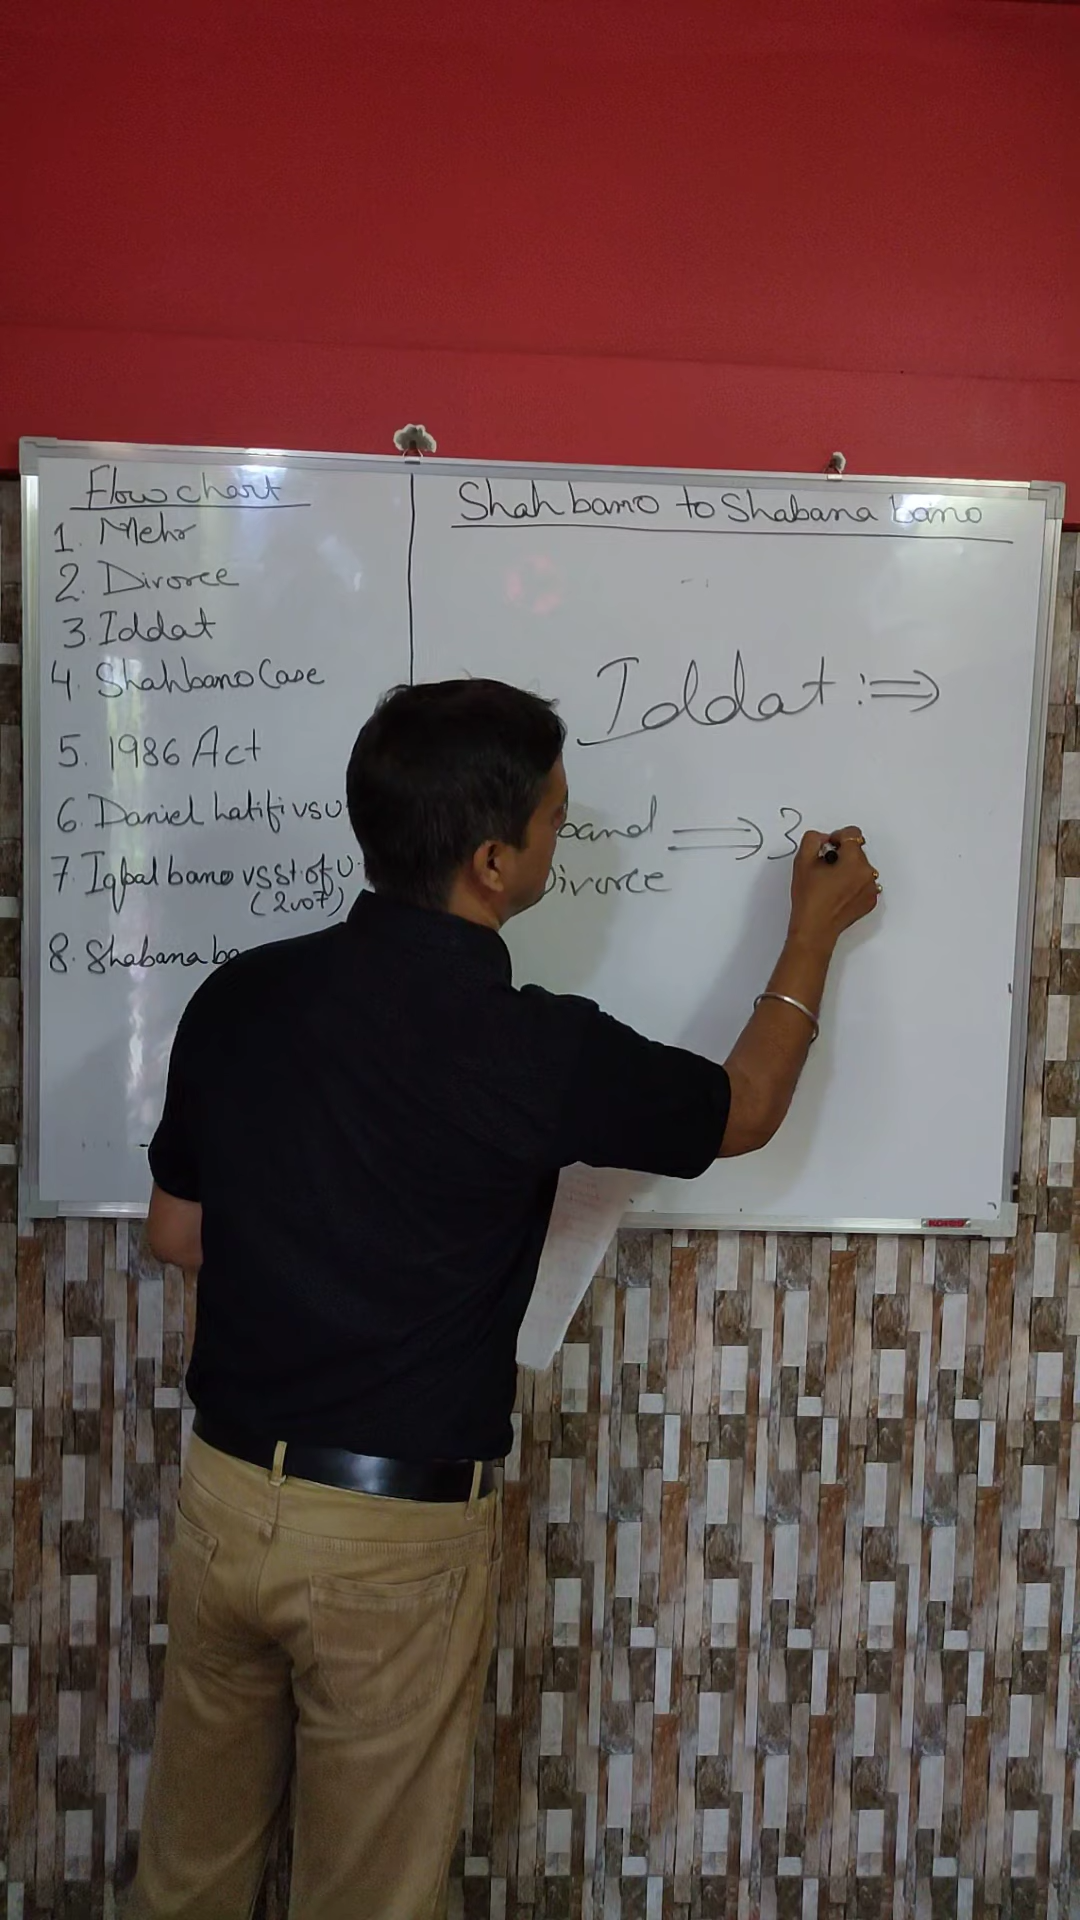 Flow chart
1. Mehr
2. Divorce
3. Iddat
4. Shahbano Case
5. 1986 Act
6. Daniel Latifi vs U
7. Iqbal bano vs St. of U.
(2007)
8. Shabana ba
Shah bano to Shabana bano
Iddat :⇒
band ⇒ 3
Divorce
KORES